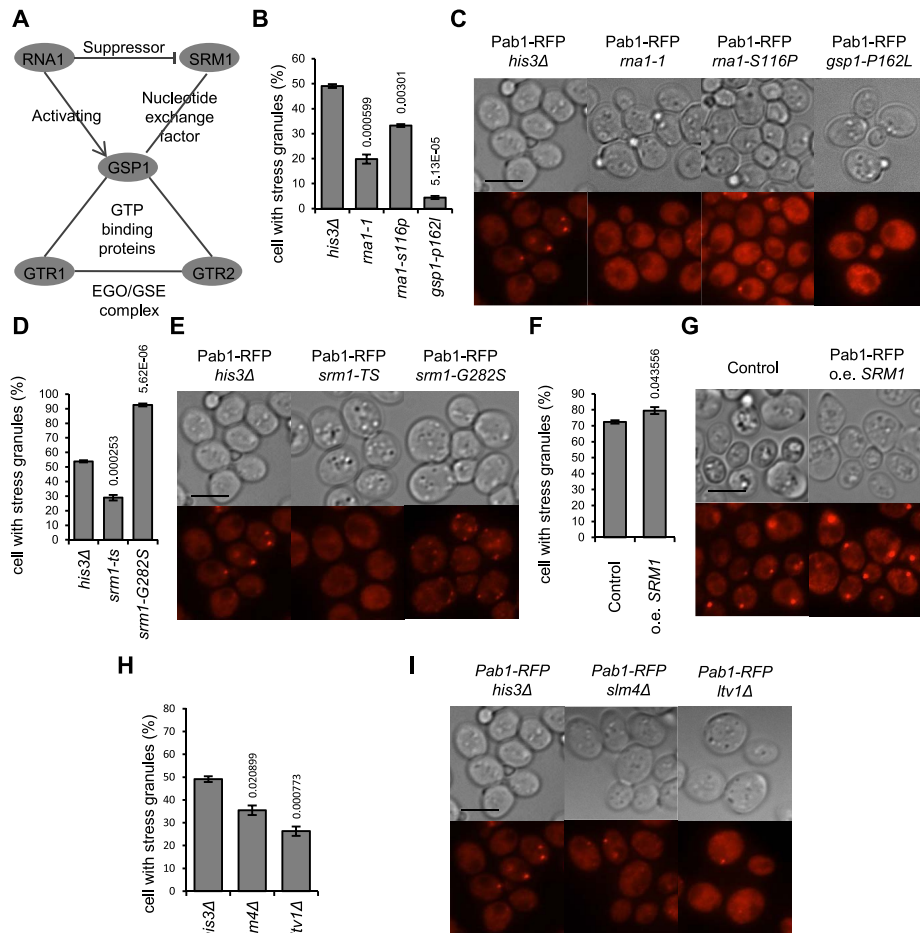 A
RNA1
Suppressor
SRM1
Activating
Nucleotide
exchange
factor
GSP1
GTP
binding
proteins
GTR1
GTR2
EGO/GSE
complex
B
cell with stress granules (%)
60
50
40
30
20
10
0
0.000599
0.00301
5.13E-05
his3Δ
rna1-1
rna1-s116p
gsp1-p162l
C
Pab1-RFP
his3Δ
Pab1-RFP
rna1-1
Pab1-RFP
rna1-S116P
Pab1-RFP
gsp1-P162L
D
cell with stress granules (%)
100
90
80
70
60
50
40
30
20
10
0
0.000253
5.62E-06
his3Δ
srm1-ts
srm1-G282S
E
Pab1-RFP
his3Δ
Pab1-RFP
srm1-TS
Pab1-RFP
srm1-G282S
F
cell with stress granules (%)
90
80
70
60
50
40
30
20
10
0
0.043556
Control
o.e. SRM1
G
Control
Pab1-RFP
o.e. SRM1
H
cell with stress granules (%)
80
70
60
50
40
30
20
10
0
0.020899
0.000773
his3Δ
m4Δ
ltv1Δ
I
Pab1-RFP
his3Δ
Pab1-RFP
slm4Δ
Pab1-RFP
ltv1Δ